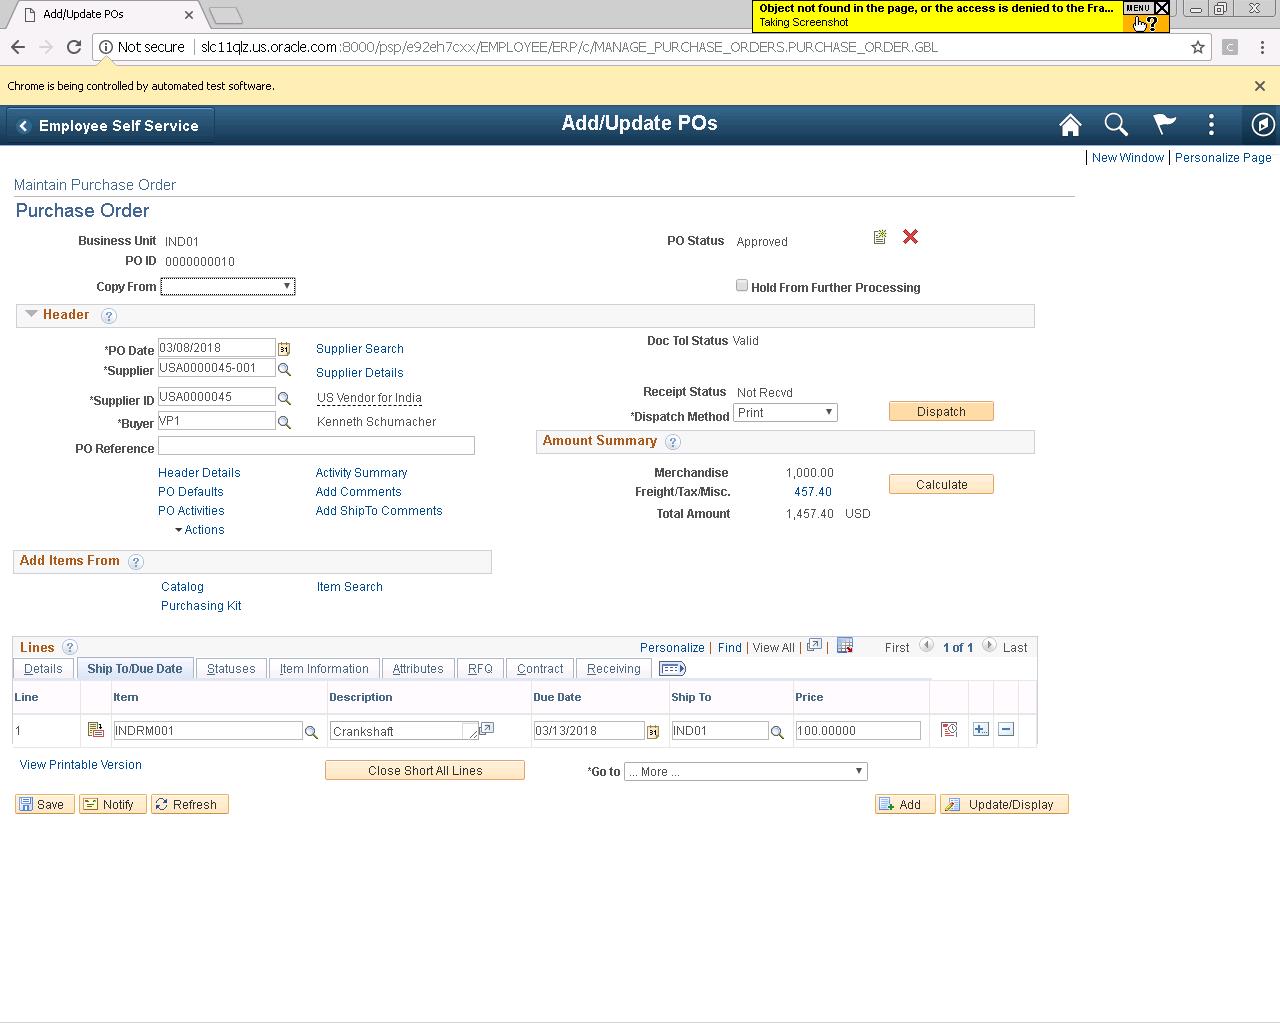 Add/Update POs
Object not found in the page, or the access is denied to the Fra...
Taking Screenshot
MENU
Not secure
slc11qlz.us.oracle.com:8000/psp/e92eh7cxx/EMPLOYEE/ERP/c/MANAGE_PURCHASE_ORDERS.PURCHASE_ORDER.GBL
C
Chrome is being controlled by automated test software.
Employee Self Service
Add/Update POs
New Window | Personalize Page
Maintain Purchase Order
Purchase Order
Business Unit IND01
PO Status Approved
PO ID 0000000010
Copy From
Hold From Further Processing
Header ?
*PO Date 03/08/2018 31 Supplier Search
Doc Tol Status Valid
*Supplier USA0000045-001 Supplier Details
*Supplier ID USA0000045 US Vendor for India
Receipt Status Not Recvd
*Buyer VP1 Kenneth Schumacher
*Dispatch Method Print Dispatch
PO Reference
Amount Summary ?
Header Details Activity Summary
Merchandise 1,000.00
PO Defaults Add Comments
Freight/Tax/Misc. 457.40 Calculate
PO Activities Add ShipTo Comments
Total Amount 1,457.40 USD
Actions
Add Items From ?
Catalog Item Search
Purchasing Kit
Lines ? Personalize | Find | View All | | First 1 of 1 Last
Details Ship To/Due Date Statuses Item Information Attributes RFQ Contract Receiving
Line Item Description Due Date Ship To Price
1 INDRM001 Crankshaft 03/13/2018 31 IND01 100.00000
View Printable Version Close Short All Lines *Go to ... More ...
Save Notify Refresh Add Update/Display